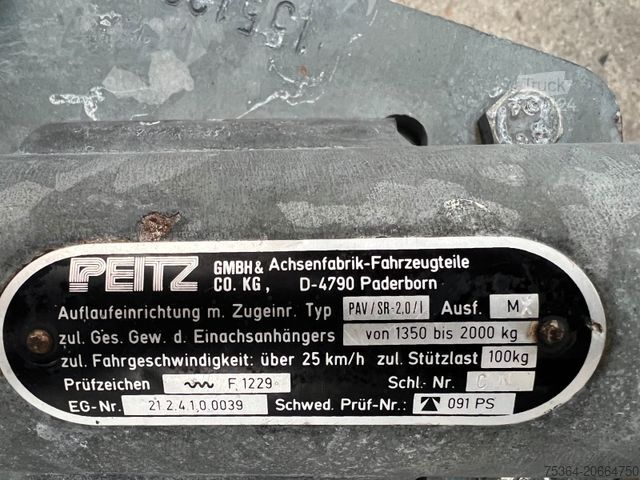 PEITZ GMBH & CO. KG, Achsenfabrik-Fahrzeugteile D-4790 Paderborn
Auflaufeinrichtung m. Zugeinr. Typ PAV/SR-2,0/I Ausf. M
zul. Ges. Gew. d. Einachsanhängers von 1350 bis 2000 kg
zul. Fahrgeschwindigkeit: über 25 km/h zul. Stützlast 100kg
Prüfzeichen F 1229 Schl.- Nr. C
EG-Nr. 21 2.4 1,0.0039 Schwed. Prüf-Nr.: 091 PS
75364-20664750